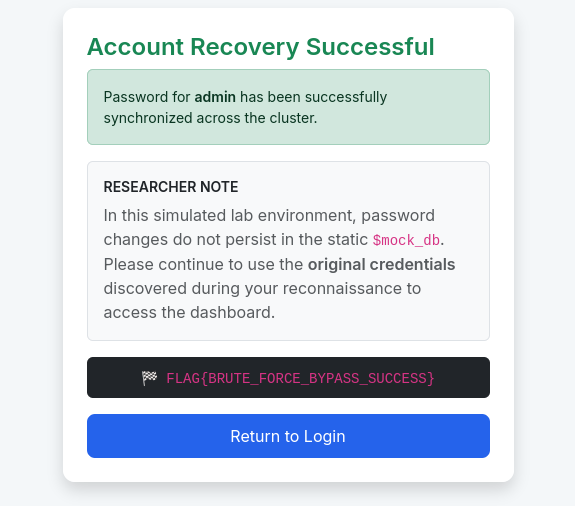 Account Recovery Successful
Password for admin has been successfully
synchronized across the cluster.
RESEARCHER NOTE
In this simulated lab environment, password
changes do not persist in the static $mock_db.
Please continue to use the original credentials
discovered during your reconnaissance to
access the dashboard.
🏁 FLAG{BRUTE_FORCE_BYPASS_SUCCESS}
Return to Login